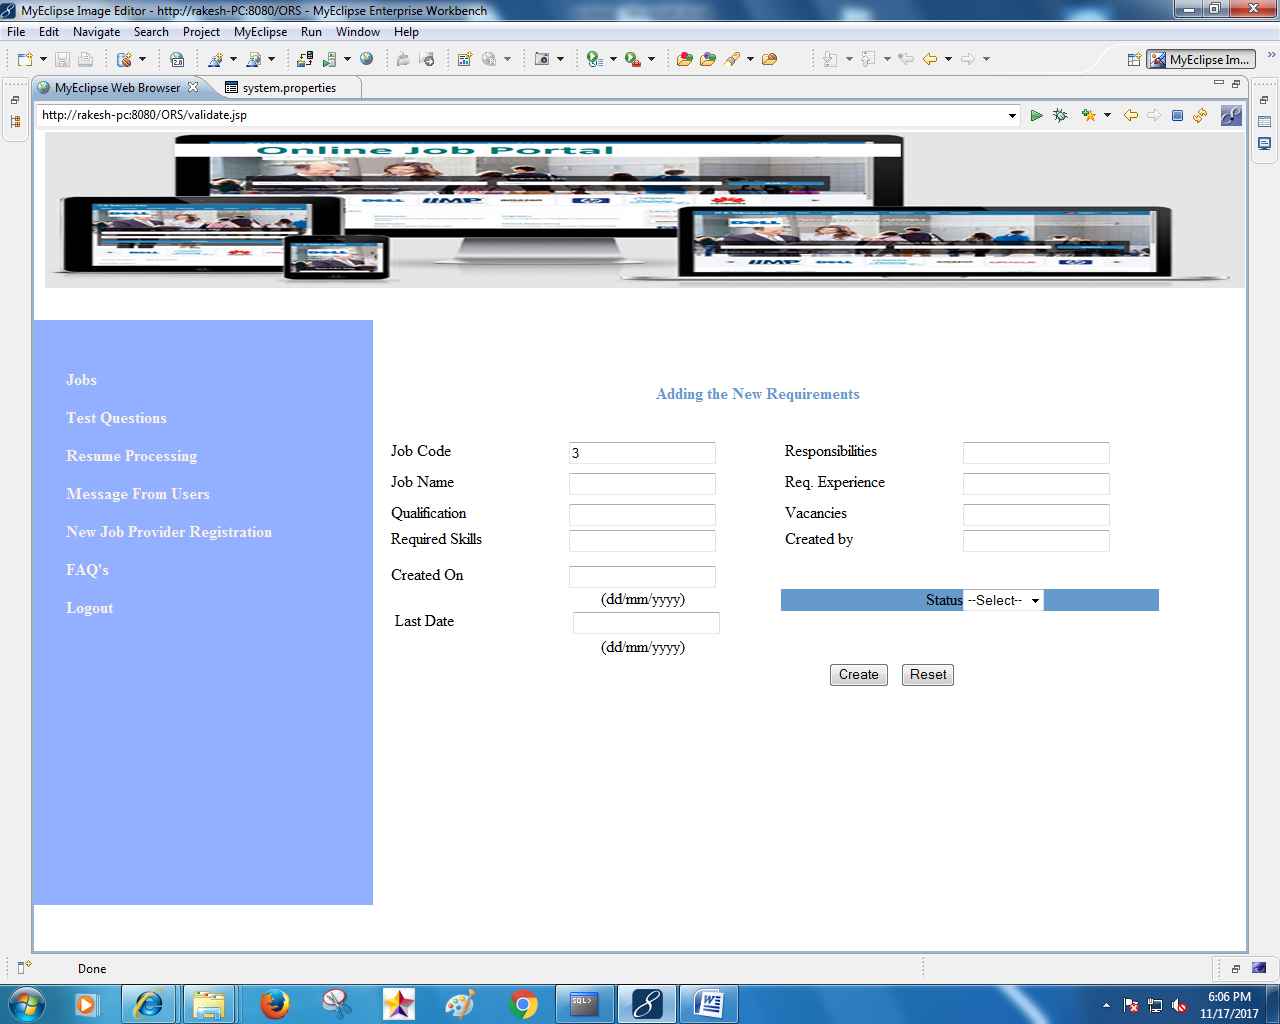 MyEclipse Image Editor - http://rakesh-PC:8080/ORS - MyEclipse Enterprise Workbench
File Edit Navigate Search Project MyEclipse Run Window Help
MyEclipse Im...
MyEclipse Web Browser system.properties
http://rakesh-pc:8080/ORS/validate.jsp
Online Job Portal
Jobs
Test Questions
Resume Processing
Message From Users
New Job Provider Registration
FAQ's
Logout
Adding the New Requirements
Job Code 3 Responsibilities
Job Name Req. Experience
Qualification Vacancies
Required Skills Created by
Created On
(dd/mm/yyyy) Status --Select--
Last Date
(dd/mm/yyyy)
Create Reset
Done
6:06 PM
11/17/2017